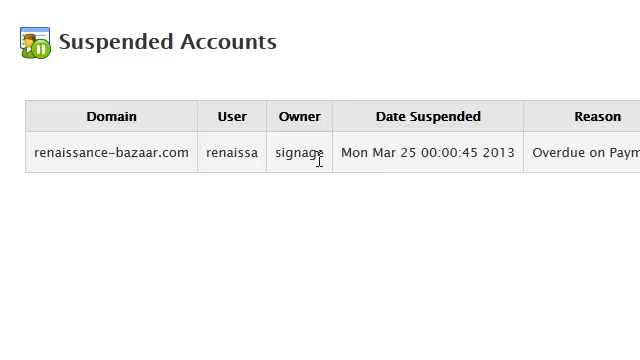 Suspended Accounts
Domain User Owner Date Suspended Reason
renaissance-bazaar.com renaissa signage Mon Mar 25 00:00:45 2013 Overdue on Paym